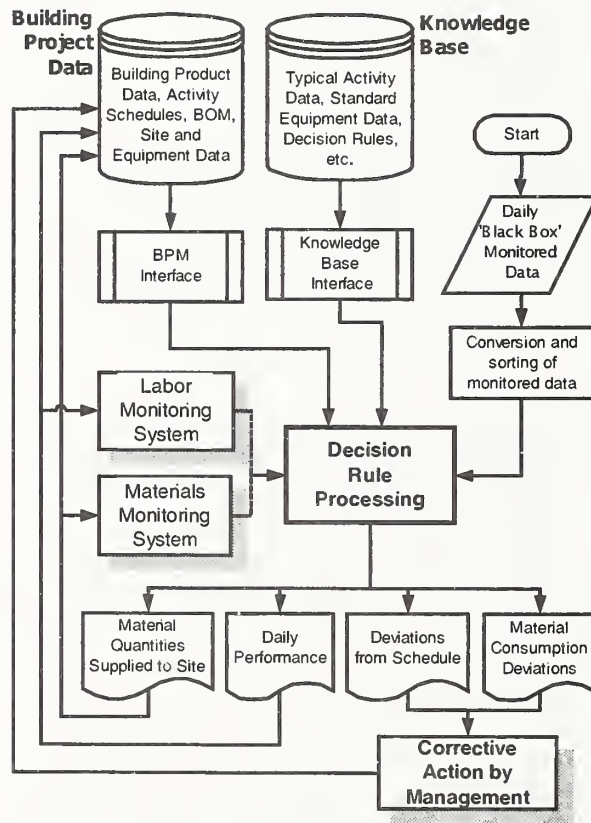 Building
Project
Data
Knowledge
Base
Building Product
Data, Activity
Schedules, BOM,
Site and
Equipment Data
Typical Activity
Data, Standard
Equipment Data,
Decision Rules,
etc.
Start
Daily
'Black Box'
Monitored
Data
BPM
Interface
Knowledge
Base
Interface
Conversion and
sorting of
monitored data
Labor
Monitoring
System
Decision
Rule
Processing
Materials
Monitoring
System
Material
Quantities
Supplied to Site
Daily
Performance
Deviations
from Schedule
Material
Consumption
Deviations
Corrective
Action by
Management